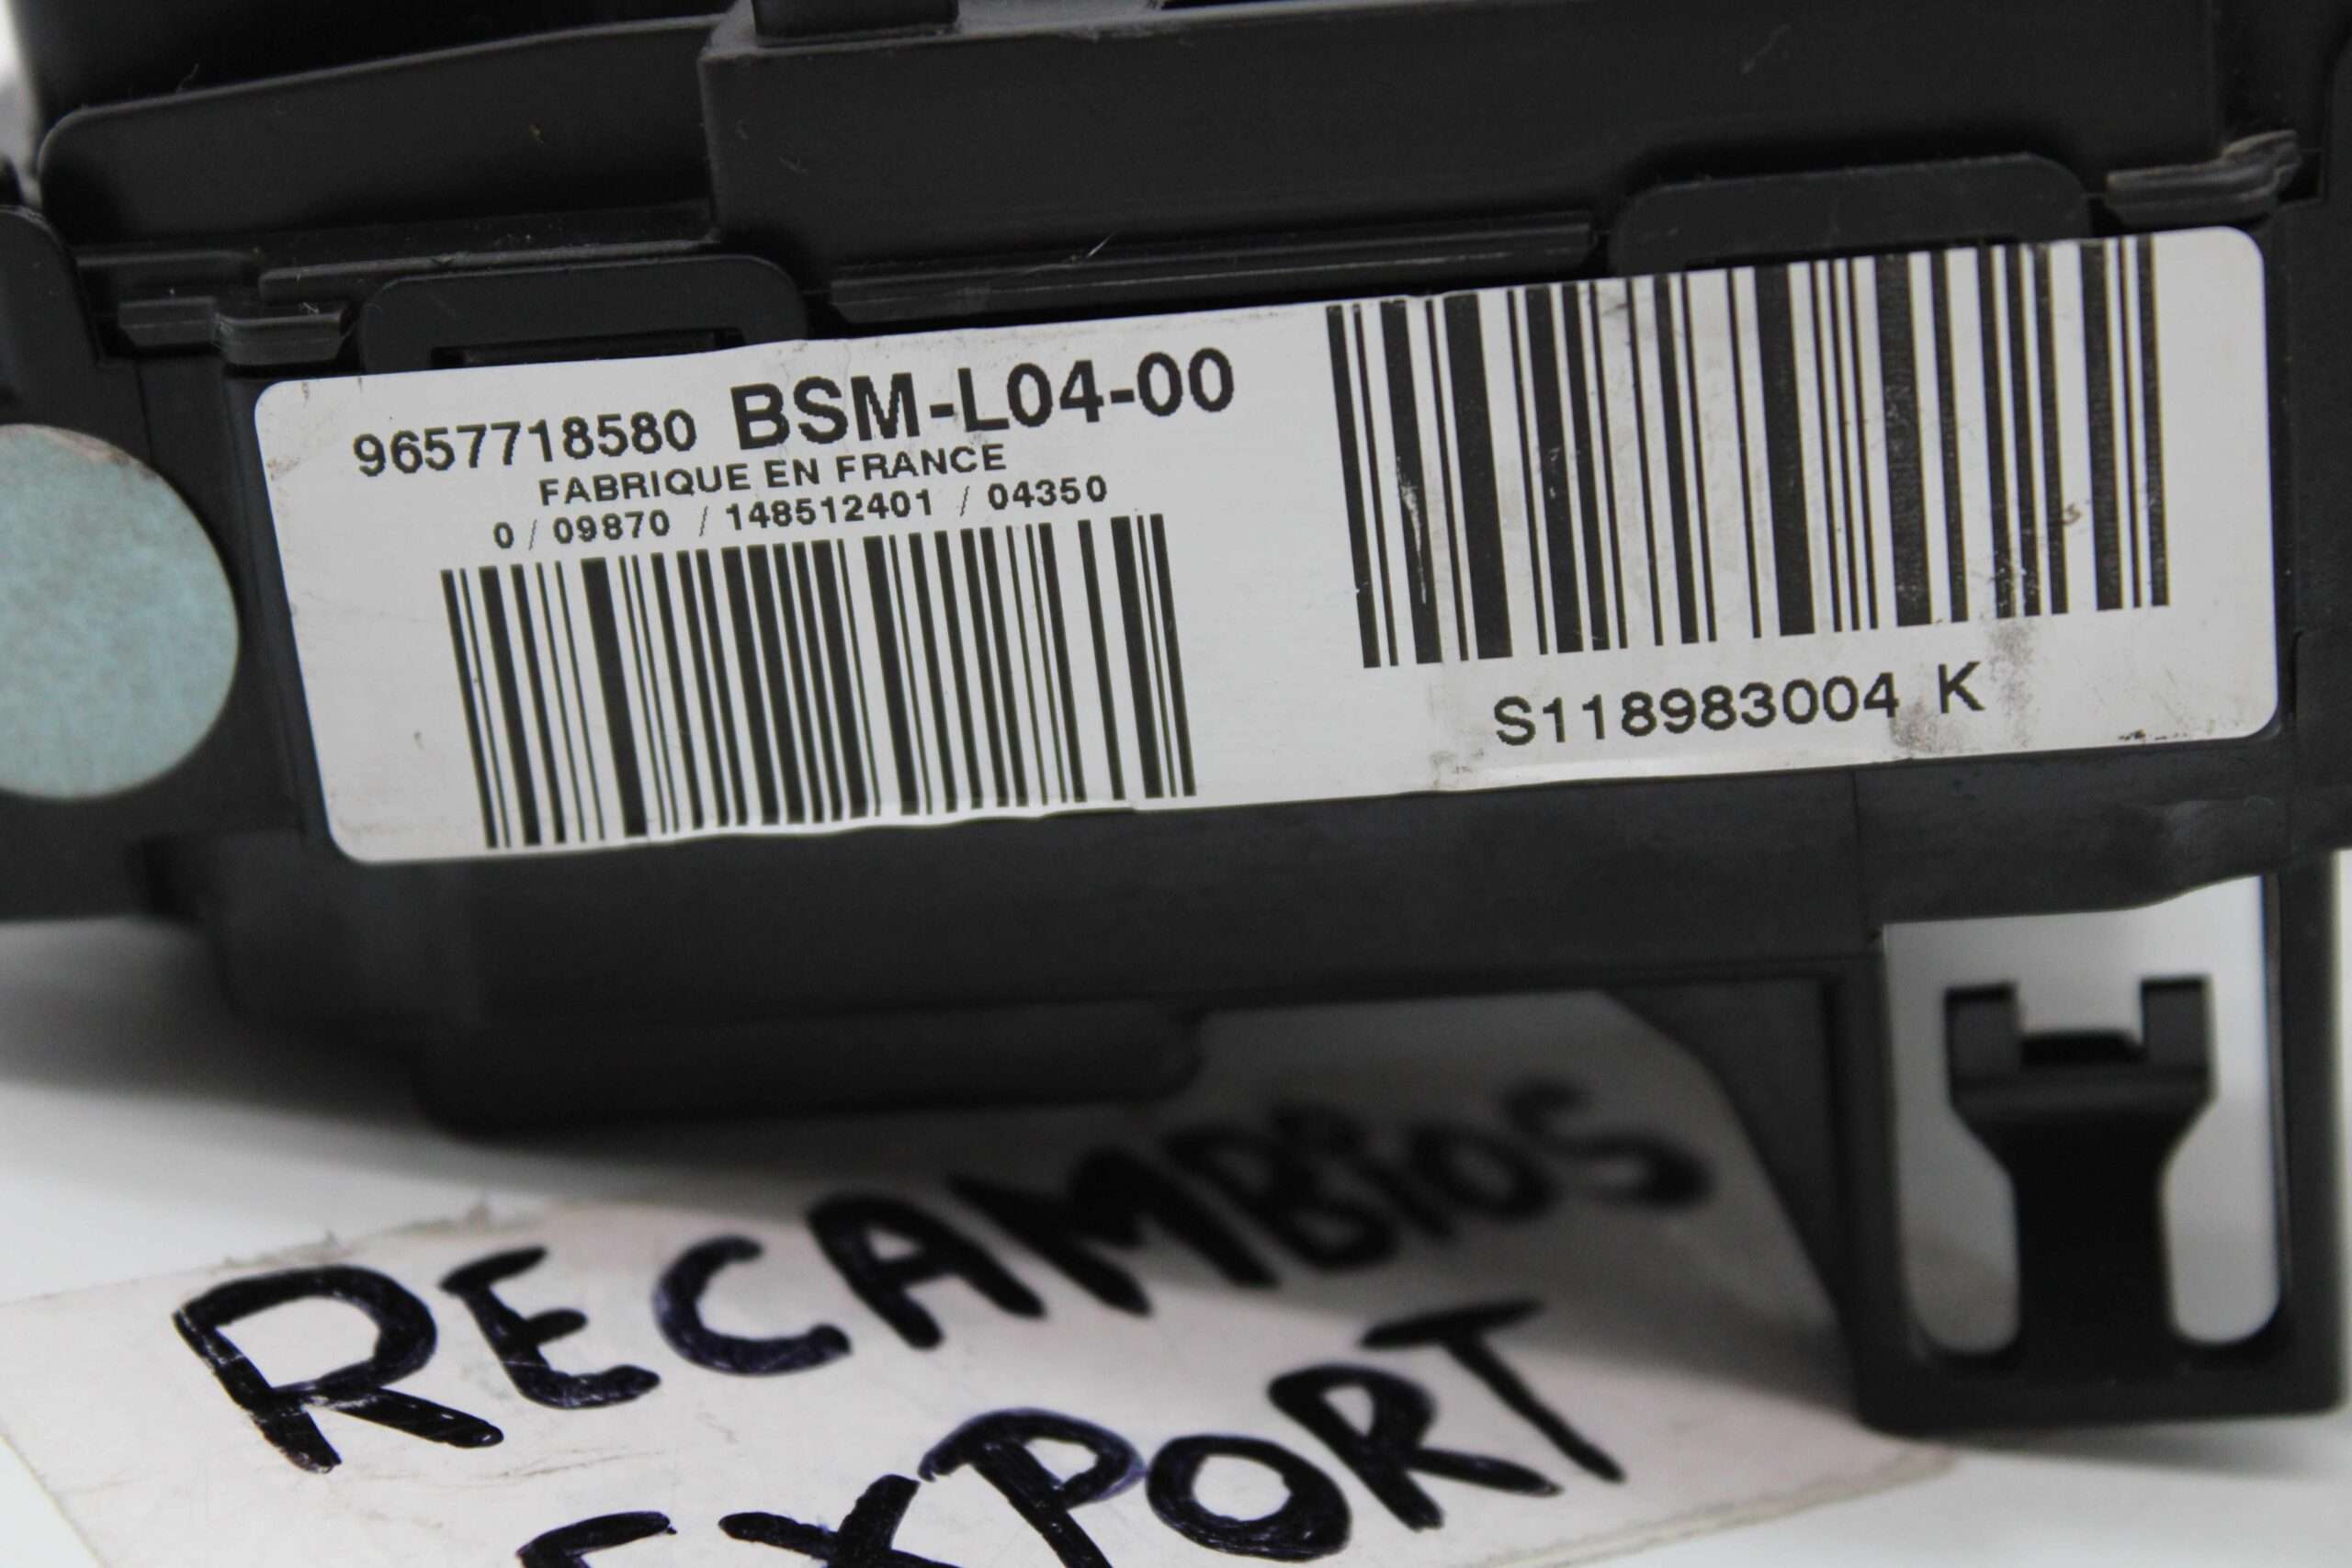 9657718580 BSM-L04-00
FABRIQUE EN FRANCE
0 / 09870 / 148512401 / 04350
S118983004 K
RECAMBIOS
EXPORT